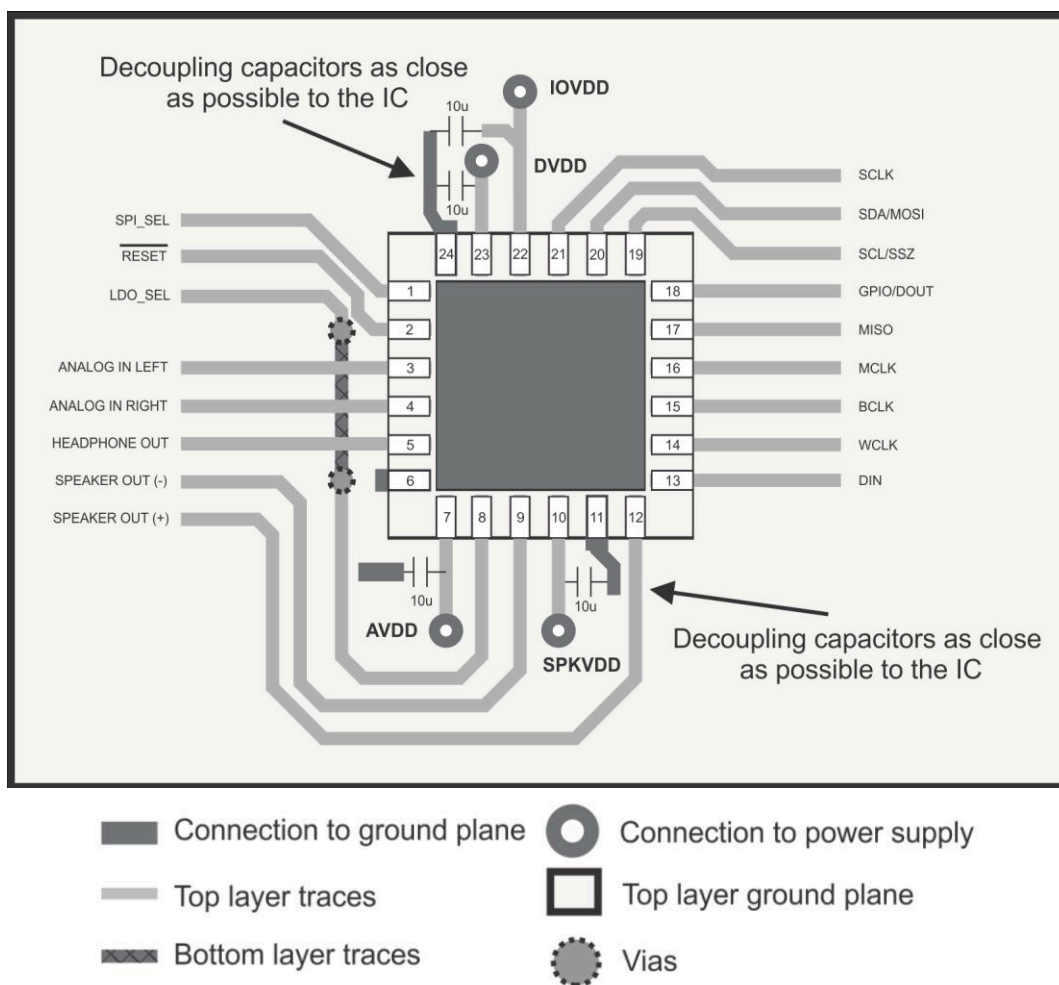 Decoupling capacitors as close
as possible to the IC
IOVDD
10u
DVDD
10u
SPI_SEL
RESET
LDO_SEL
ANALOG IN LEFT
ANALOG IN RIGHT
HEADPHONE OUT
SPEAKER OUT (-)
SPEAKER OUT (+)
24 23 22 21 20 19
1
2
3
4
5
6
18
17
16
15
14
13
7 8 9 10 11 12
SCLK
SDA/MOSI
SCL/SSZ
GPIO/DOUT
MISO
MCLK
BCLK
WCLK
DIN
10u
AVDD
10u
SPKVDD
Decoupling capacitors as close
as possible to the IC
Connection to ground plane
Connection to power supply
Top layer traces
Top layer ground plane
Bottom layer traces
Vias